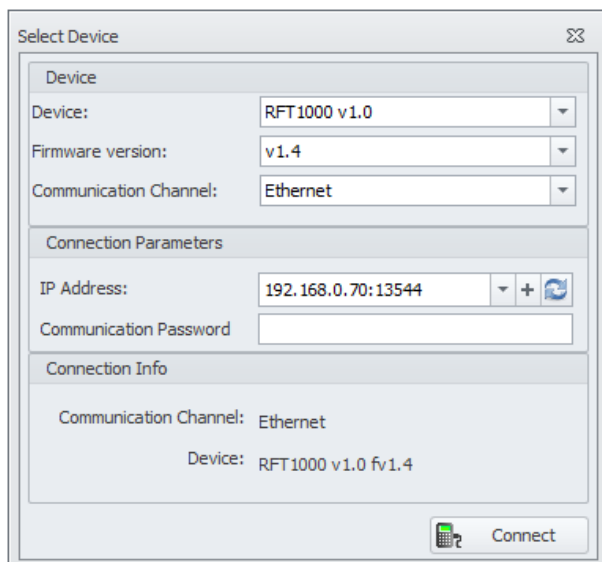 Select Device
Device
Device: RFT1000 v1.0
Firmware version: v1.4
Communication Channel: Ethernet
Connection Parameters
IP Address: 192.168.0.70:13544
Communication Password
Connection Info
Communication Channel: Ethernet
Device: RFT1000 v1.0 fv1.4
Connect